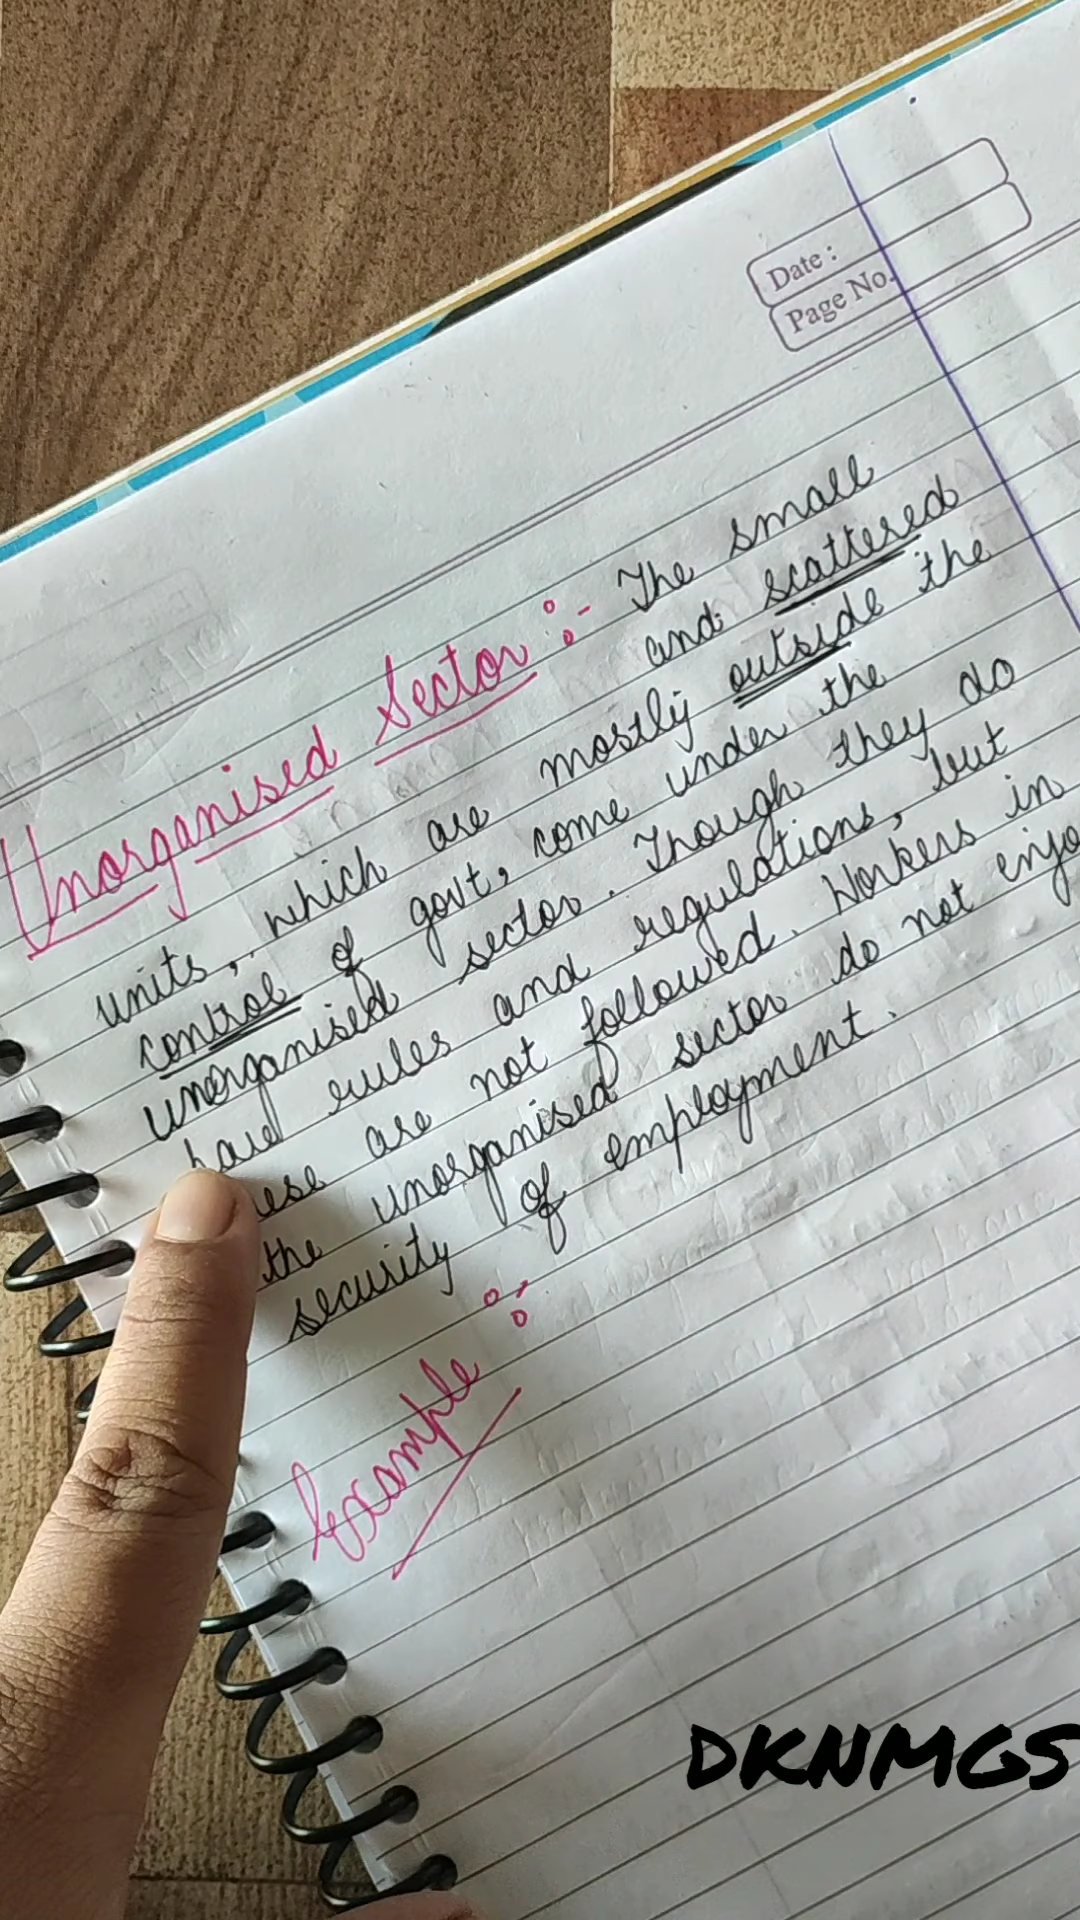 Date :
Page No.
Unorganised Sector :- The small
and scattered
units, which are mostly outside the
control of govt, come under the
unorganised sector. Though they do
have rules and regulations, but
are not followed. Workers in
the unorganised sector do not
security of employment.
Example :
DKNMGS